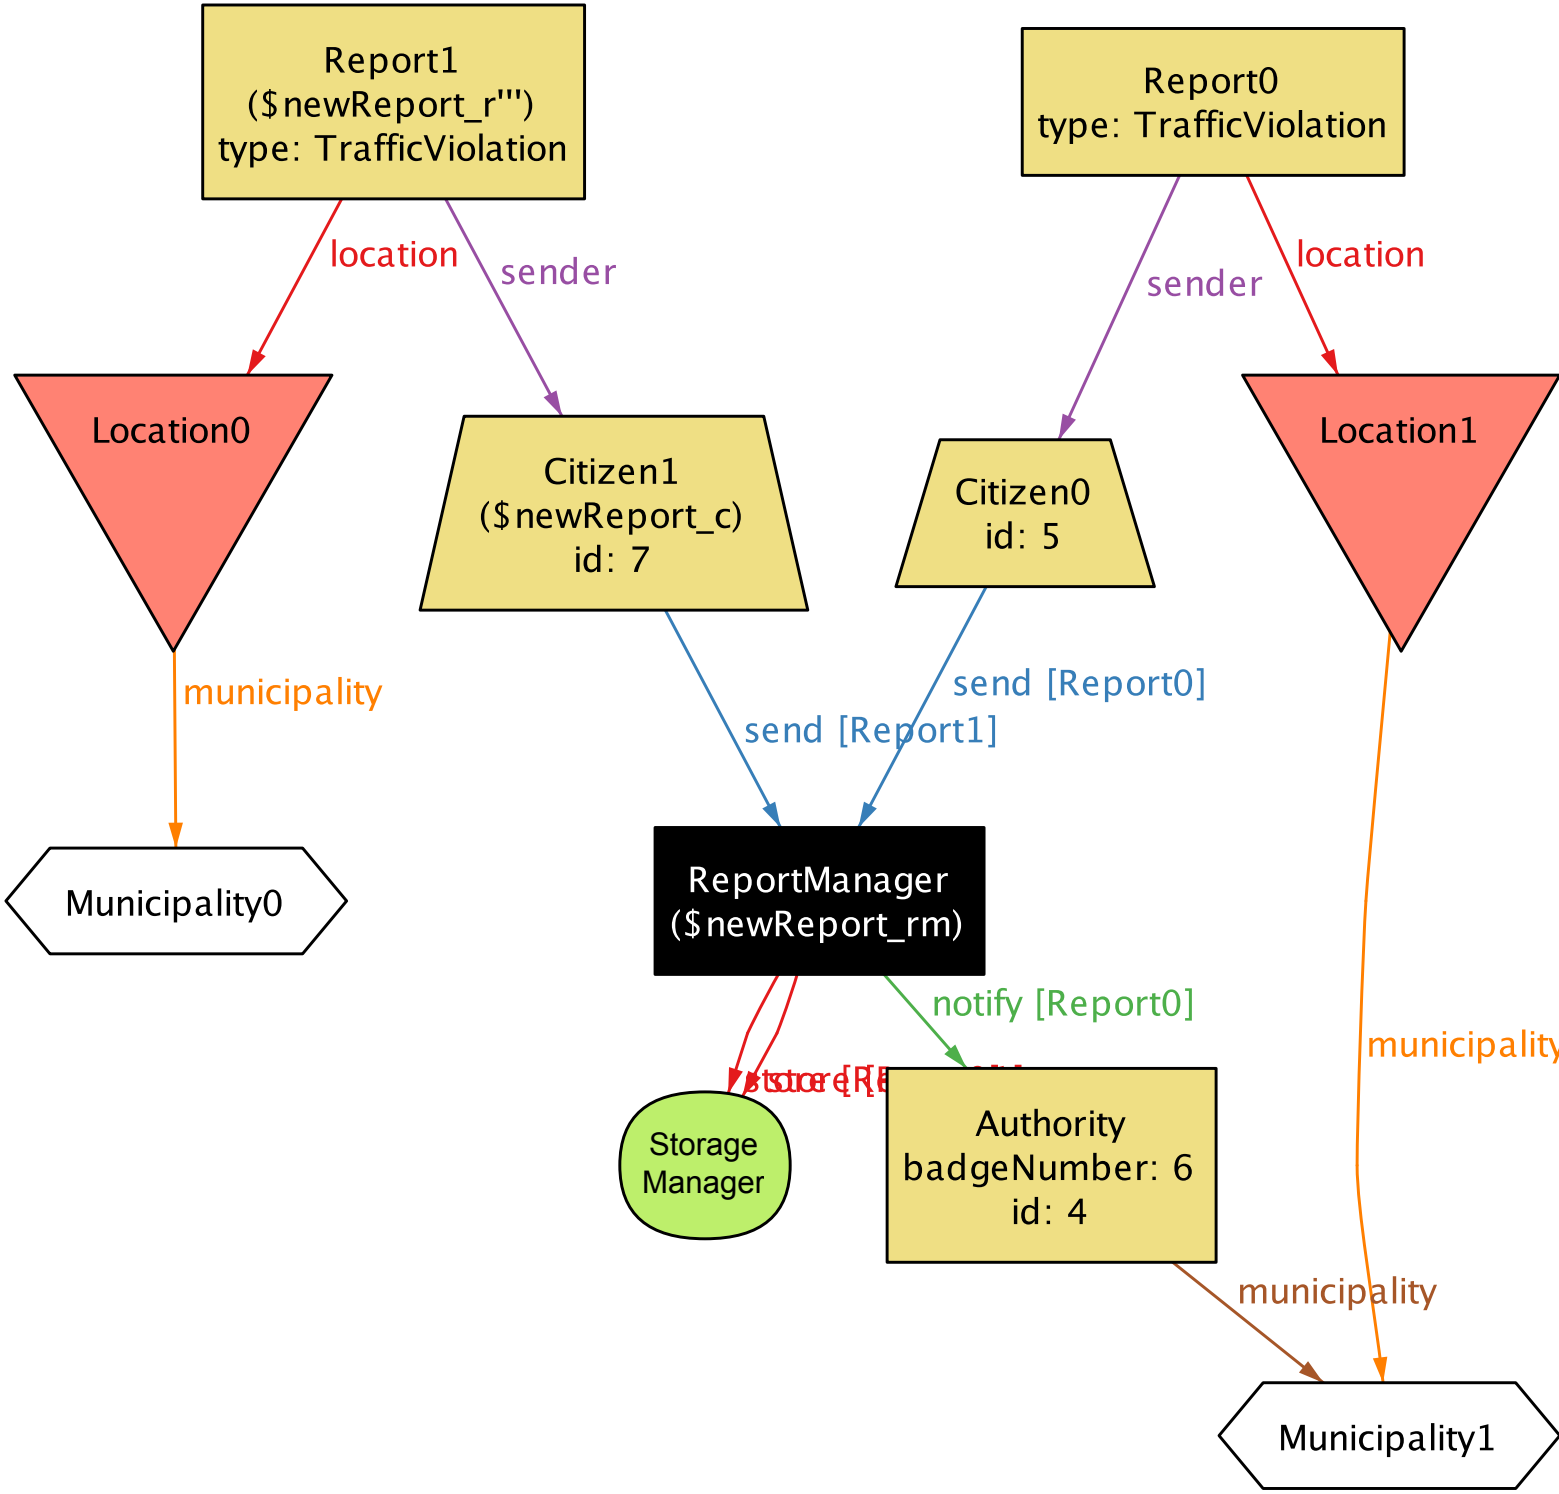 Report1
($newReport_r''')
type: TrafficViolation
Report0
type: TrafficViolation
location
sender
sender
location
Location0
Citizen1
($newReport_c)
id: 7
Citizen0
id: 5
Location1
municipality
send [Report1]
send [Report0]
Municipality0
ReportManager
($newReport_rm)
notify [Report0]
municipality
store
store
Storage
Manager
Authority
badgeNumber: 6
id: 4
municipality
Municipality1